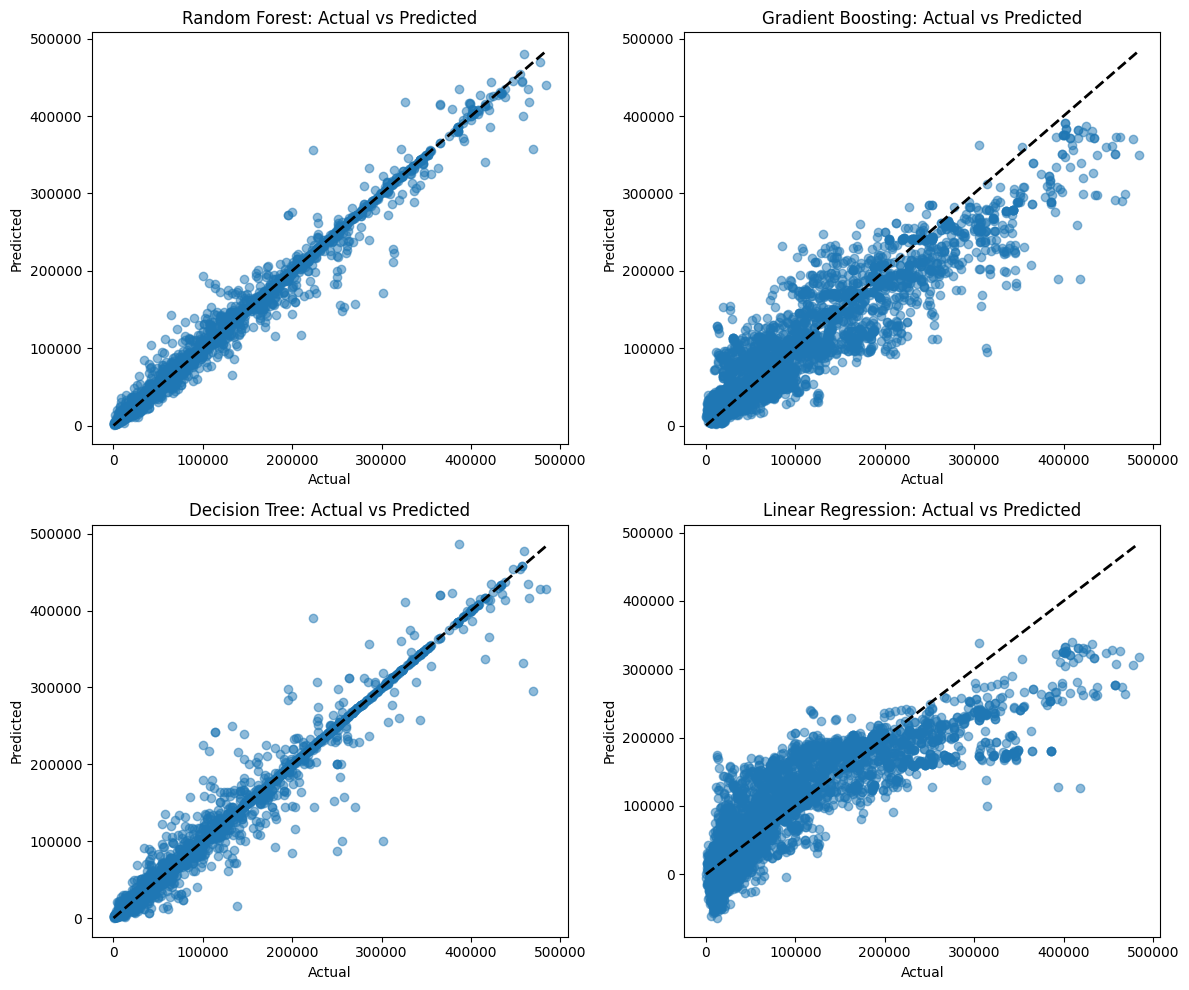 Random Forest: Actual vs Predicted
500000
400000
300000
200000
100000
0
Predicted
0 100000 200000 300000 400000 500000
Actual
Gradient Boosting: Actual vs Predicted
500000
400000
300000
200000
100000
0
Predicted
0 100000 200000 300000 400000 500000
Actual
Decision Tree: Actual vs Predicted
500000
400000
300000
200000
100000
0
Predicted
0 100000 200000 300000 400000 500000
Actual
Linear Regression: Actual vs Predicted
500000
400000
300000
200000
100000
0
Predicted
0 100000 200000 300000 400000 500000
Actual